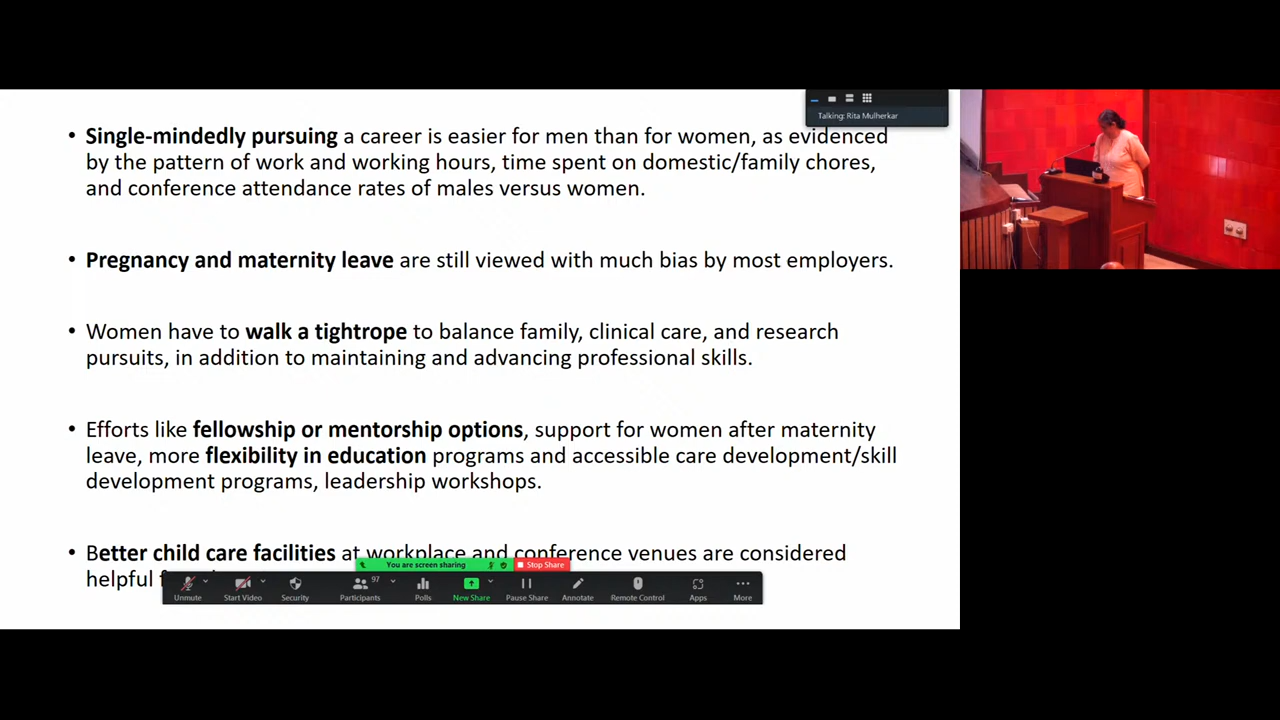 Talking: Rita Mulherkar
• Single-mindedly pursuing a career is easier for men than for women, as evidenced
by the pattern of work and working hours, time spent on domestic/family chores,
and conference attendance rates of males versus women.
• Pregnancy and maternity leave are still viewed with much bias by most employers.
• Women have to walk a tightrope to balance family, clinical care, and research
pursuits, in addition to maintaining and advancing professional skills.
• Efforts like fellowship or mentorship options, support for women after maternity
leave, more flexibility in education programs and accessible care development/skill
development programs, leadership workshops.
• Better child care facilities at workplace and conference venues are considered
helpful
You are screen sharing
Stop Share
97
Unmute Start Video Security Participants Polls New Share Pause Share Annotate Remote Control Apps More